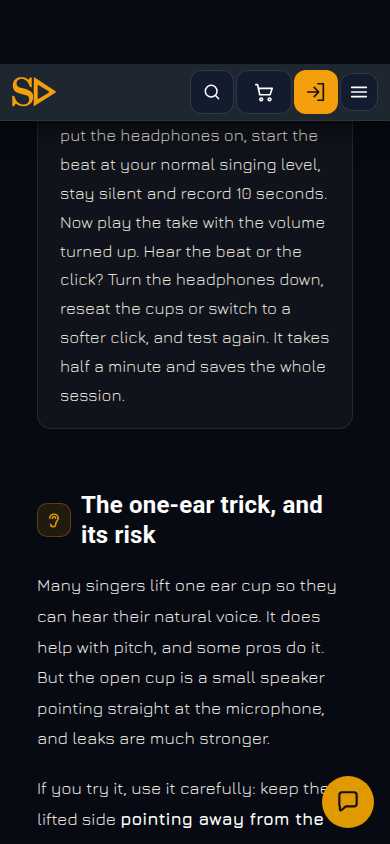 S
put the headphones on, start the
beat at your normal singing level,
stay silent and record 10 seconds.
Now play the take with the volume
turned up. Hear the beat or the
click? Turn the headphones down,
reseat the cups or switch to a
softer click, and test again. It takes
half a minute and saves the whole
session.
The one-ear trick, and
its risk
Many singers lift one ear cup so they
can hear their natural voice. It does
help with pitch, and some pros do it.
But the open cup is a small speaker
pointing straight at the microphone,
and leaks are much stronger.
If you try it, use it carefully: keep the
lifted side pointing away from the